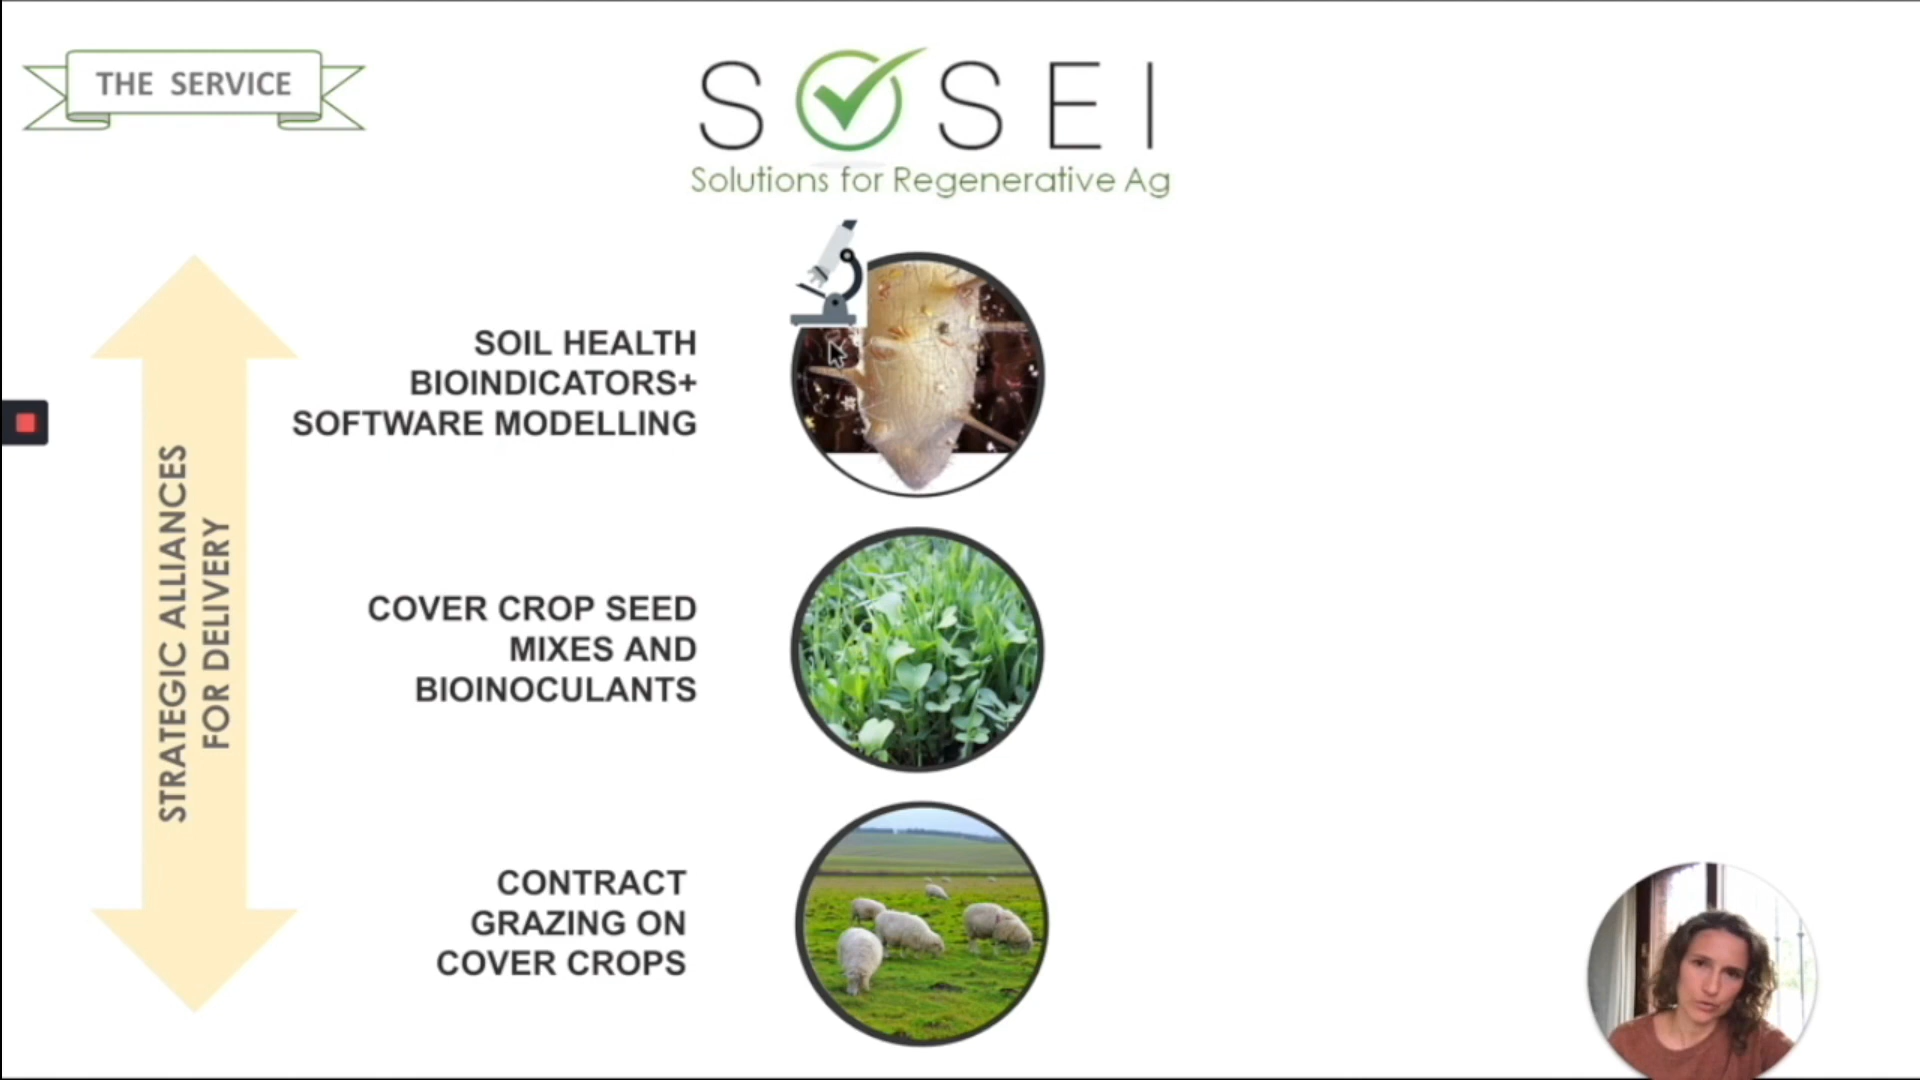 THE SERVICE
SOSEI
Solutions for Regenerative Ag
STRATEGIC ALLIANCES
FOR DELIVERY
SOIL HEALTH
BIOINDICATORS+
SOFTWARE MODELLING
COVER CROP SEED
MIXES AND
BIOINOCULANTS
CONTRACT
GRAZING ON
COVER CROPS